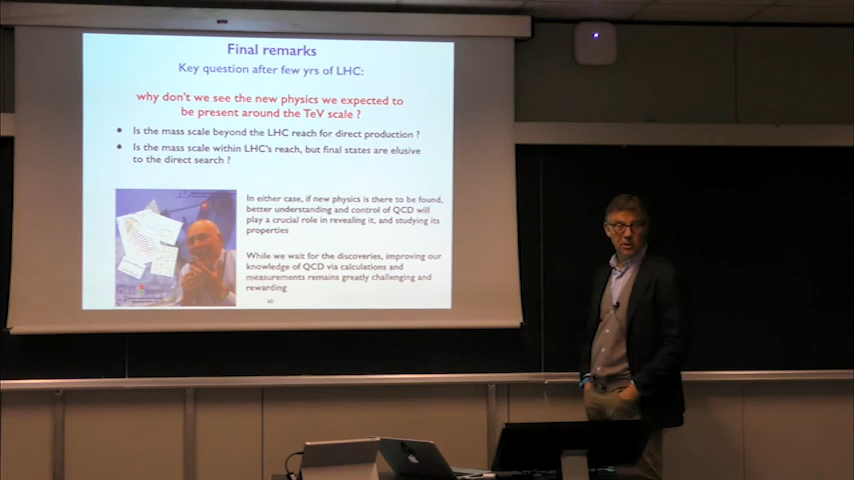 Final remarks
Key question after few yrs of LHC:
why don't we see the new physics we expected to
be present around the TeV scale ?
• Is the mass scale beyond the LHC reach for direct production ?
• Is the mass scale within LHC's reach, but final states are elusive
to the direct search ?
In either case, if new physics is there to be found,
better understanding and control of QCD will
play a crucial role in revealing it, and studying its
properties
While we wait for the discoveries, improving our
knowledge of QCD via calculations and
measurements remains greatly challenging and
rewarding